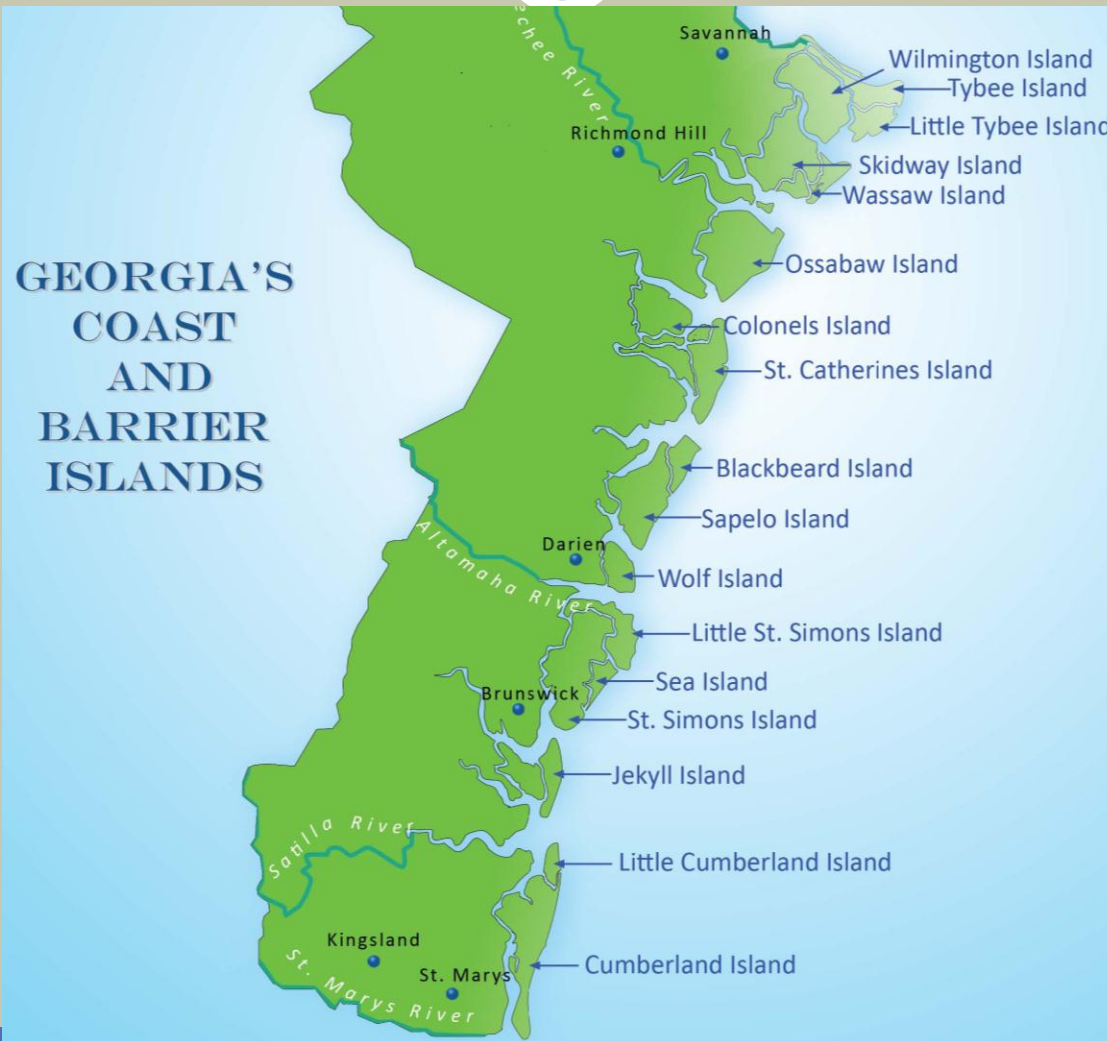 GEORGIA'S
COAST
AND
BARRIER
ISLANDS
echee River
Savannah
Wilmington Island
Tybee Island
Little Tybee Island
Richmond Hill
Skidway Island
Wassaw Island
Ossabaw Island
Colonels Island
St. Catherines Island
Blackbeard Island
Sapelo Island
Darien
Altamaha River
Wolf Island
Little St. Simons Island
Sea Island
Brunswick
St. Simons Island
Jekyll Island
Satilla River
Little Cumberland Island
Kingsland
St. Marys
St. Marys River
Cumberland Island